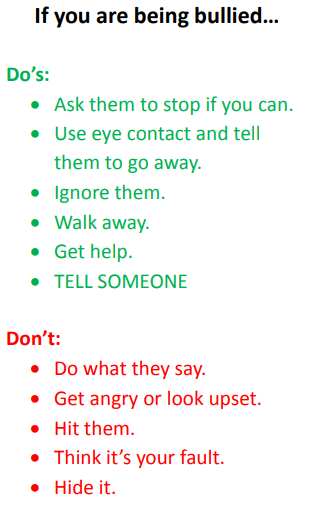 If you are being bullied…
Do’s:
• Ask them to stop if you can.
• Use eye contact and tell
them to go away.
• Ignore them.
• Walk away.
• Get help.
• TELL SOMEONE
Don’t:
• Do what they say.
• Get angry or look upset.
• Hit them.
• Think it’s your fault.
• Hide it.